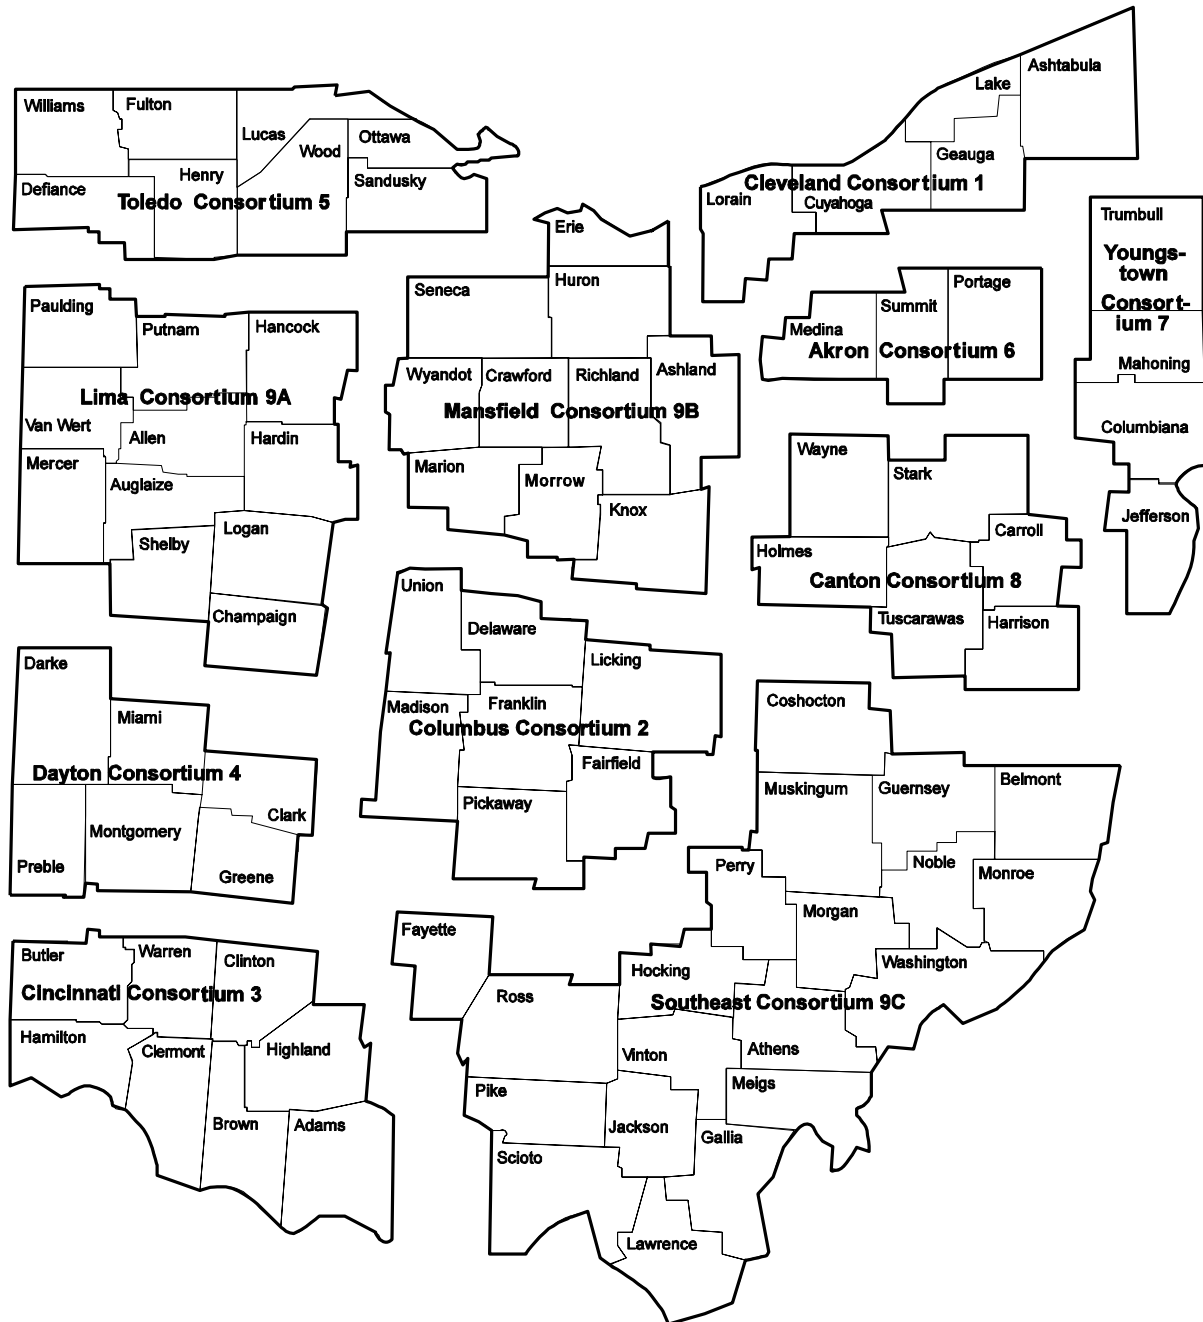 Ashtabula
Lake
Geauga
Cleveland Consortium 1
Lorain
Cuyahoga
Williams
Fulton
Lucas
Ottawa
Wood
Henry
Sandusky
Defiance
Toledo Consortium 5
Trumbull
Youngs-
town
Consort-
ium 7
Mahoning
Columbiana
Jefferson
Erie
Huron
Seneca
Wyandot
Crawford
Richland
Ashland
Mansfield Consortium 9B
Marion
Morrow
Knox
Portage
Summit
Medina
Akron Consortium 6
Paulding
Putnam
Hancock
Lima Consortium 9A
Van Wert
Allen
Hardin
Mercer
Auglaize
Logan
Shelby
Champaign
Wayne
Stark
Carroll
Holmes
Canton Consortium 8
Tuscarawas
Harrison
Union
Delaware
Licking
Madison
Franklin
Columbus Consortium 2
Fairfield
Pickaway
Darke
Miami
Dayton Consortium 4
Clark
Montgomery
Preble
Greene
Coshocton
Belmont
Muskingum
Guernsey
Perry
Noble
Monroe
Morgan
Fayette
Washington
Hocking
Ross
Southeast Consortium 9C
Vinton
Athens
Meigs
Pike
Jackson
Gallia
Scioto
Lawrence
Butler
Warren
Clinton
Cincinnati Consortium 3
Hamilton
Clermont
Highland
Brown
Adams